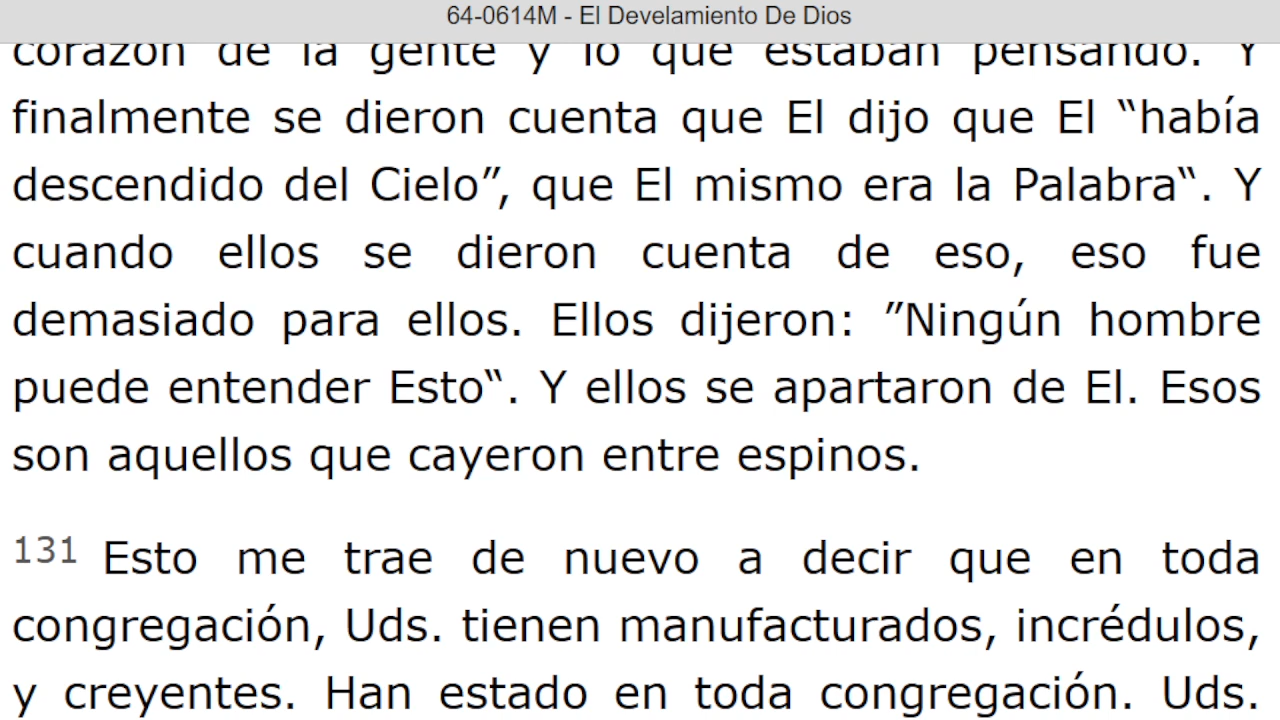 64-0614M - El Develamiento De Dios
corazón de la gente y lo que estaban pensando. Y
finalmente se dieron cuenta que El dijo que El “había
descendido del Cielo”, que El mismo era la Palabra“. Y
cuando ellos se dieron cuenta de eso, eso fue
demasiado para ellos. Ellos dijeron: ”Ningún hombre
puede entender Esto“. Y ellos se apartaron de El. Esos
son aquellos que cayeron entre espinos.
131 Esto me trae de nuevo a decir que en toda
congregación, Uds. tienen manufacturados, incrédulos,
y creyentes. Han estado en toda congregación. Uds.